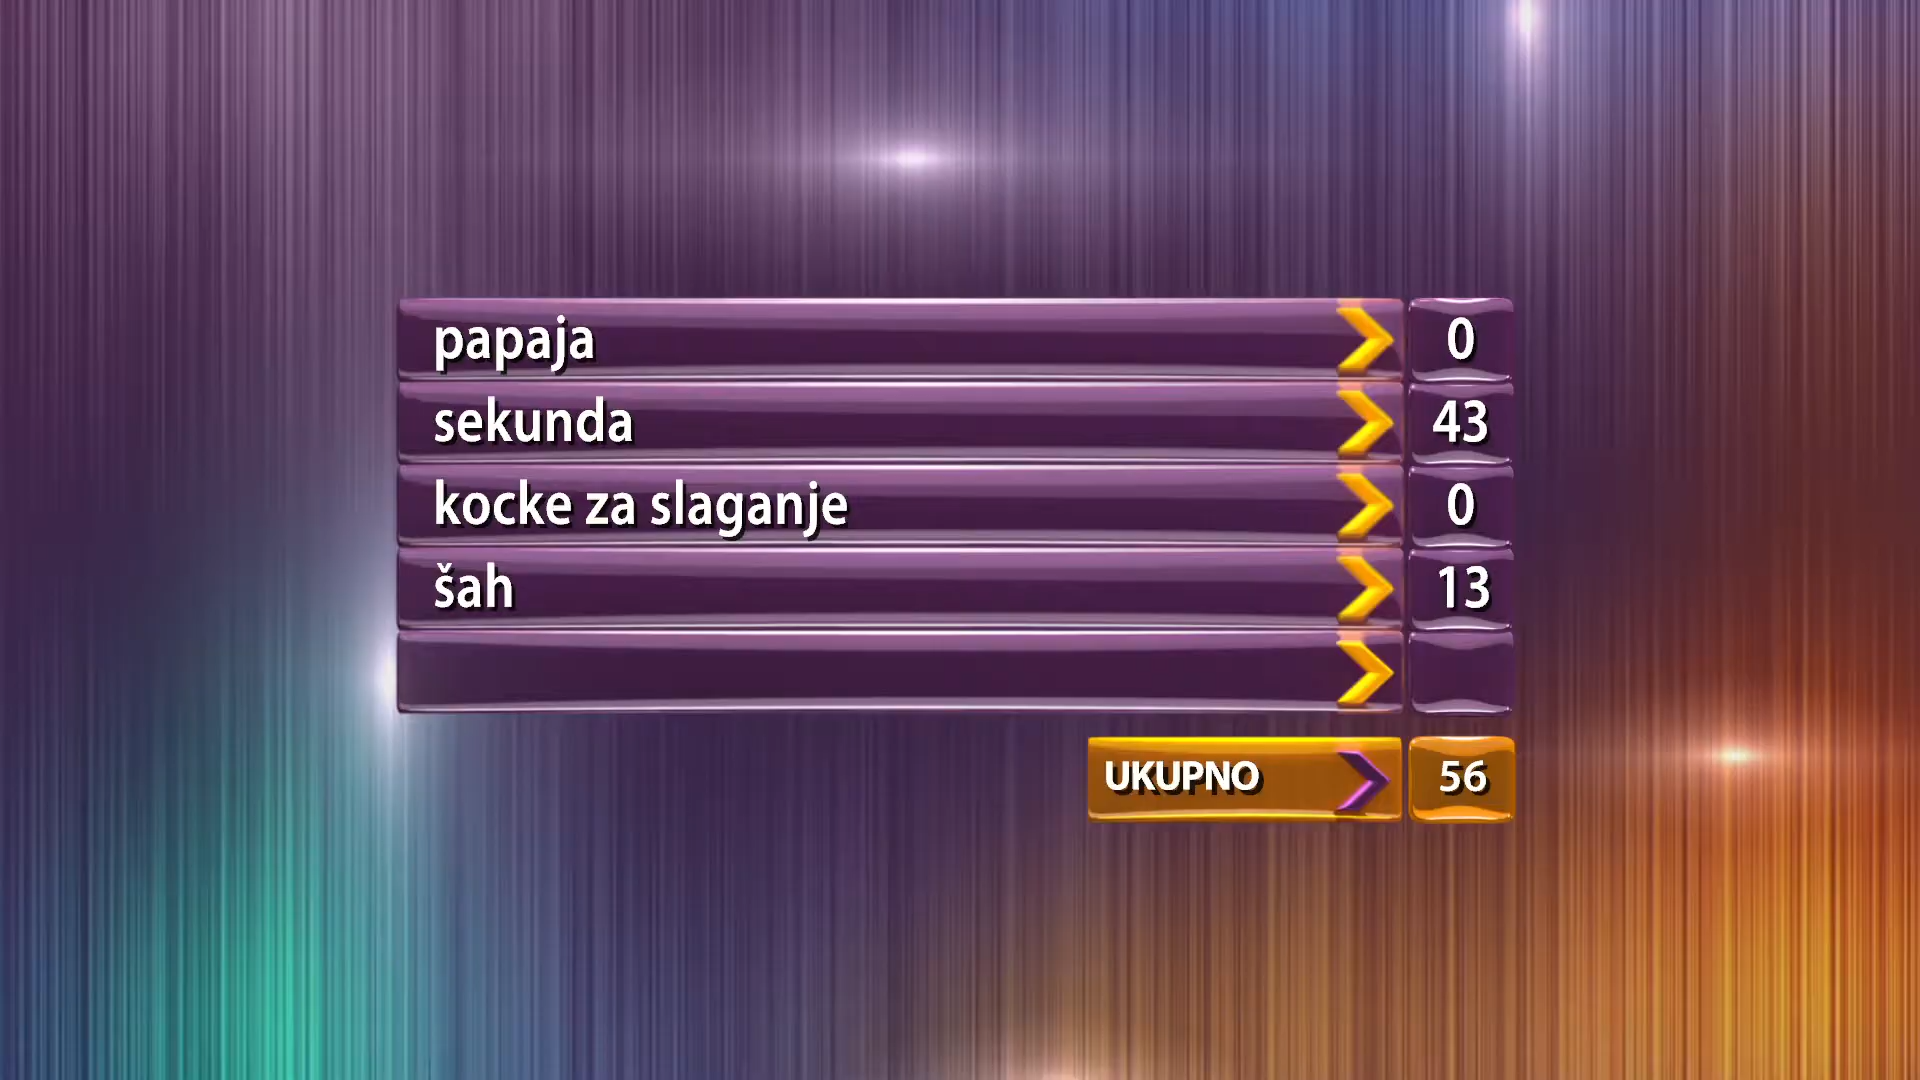 papaja 0
sekunda 43
kocke za slaganje 0
šah 13
UKUPNO 56